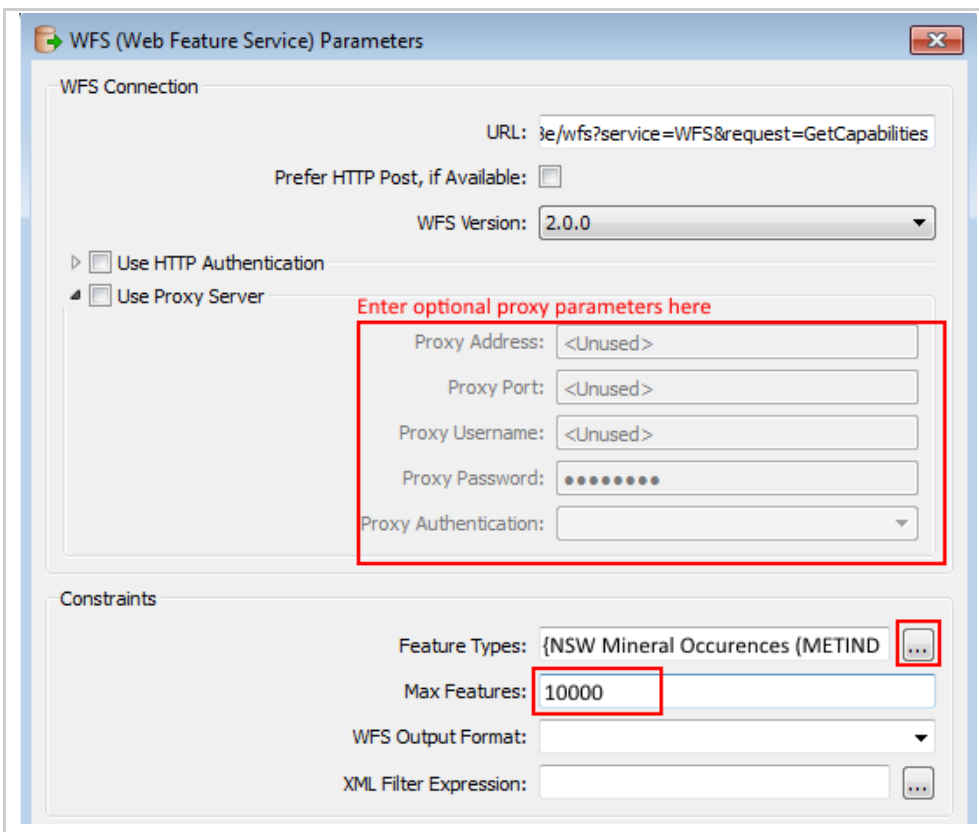 WFS (Web Feature Service) Parameters
WFS Connection
URL: 3e/wfs?service=WFS&request=GetCapabilities
Prefer HTTP Post, if Available:
WFS Version: 2.0.0
Use HTTP Authentication
Use Proxy Server
Enter optional proxy parameters here
Proxy Address: <Unused>
Proxy Port: <Unused>
Proxy Username: <Unused>
Proxy Password: ●●●●●●●●
Proxy Authentication:
Constraints
Feature Types: {NSW Mineral Occurences (METIND ...
Max Features: 10000
WFS Output Format:
XML Filter Expression: ...